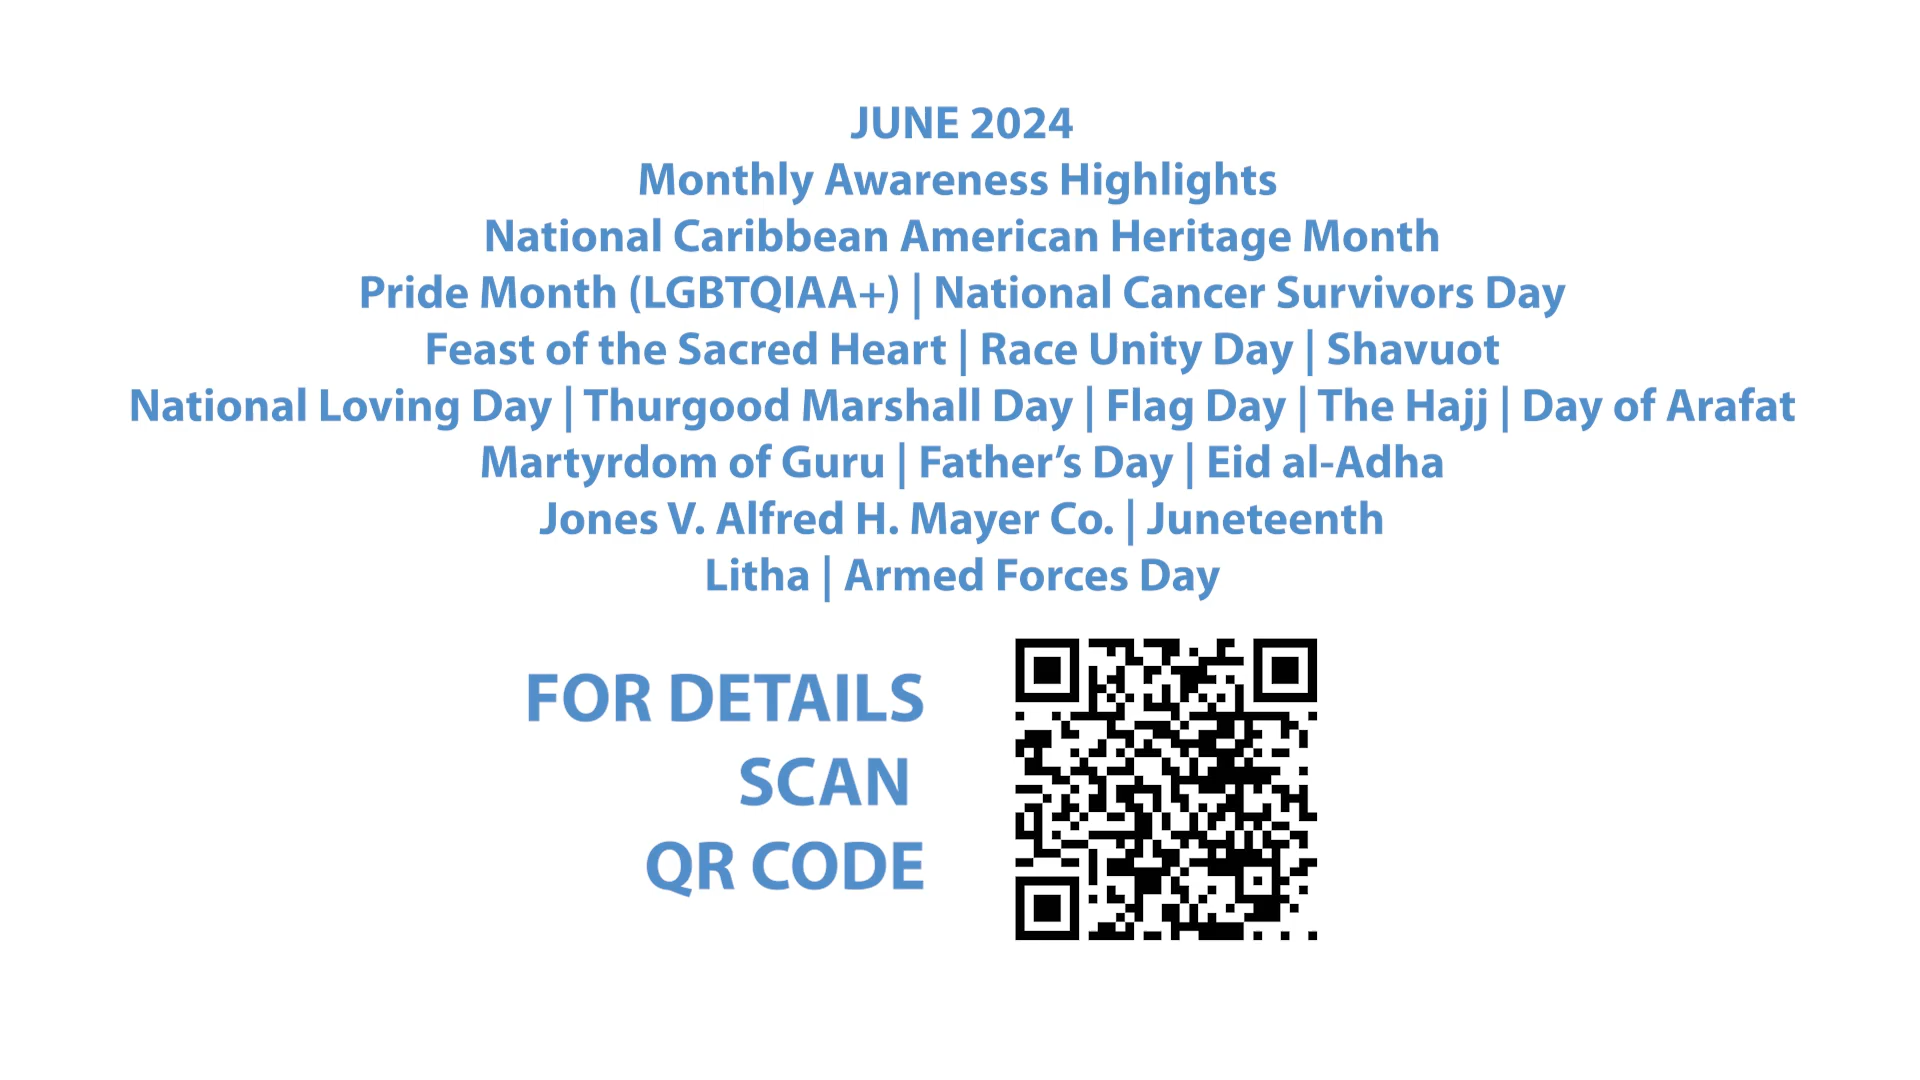 JUNE 2024
Monthly Awareness Highlights
National Caribbean American Heritage Month
Pride Month (LGBTQIAA+) | National Cancer Survivors Day
Feast of the Sacred Heart | Race Unity Day | Shavuot
National Loving Day | Thurgood Marshall Day | Flag Day | The Hajj | Day of Arafat
Martyrdom of Guru | Father’s Day | Eid al-Adha
Jones V. Alfred H. Mayer Co. | Juneteenth
Litha | Armed Forces Day
FOR DETAILS
SCAN
QR CODE